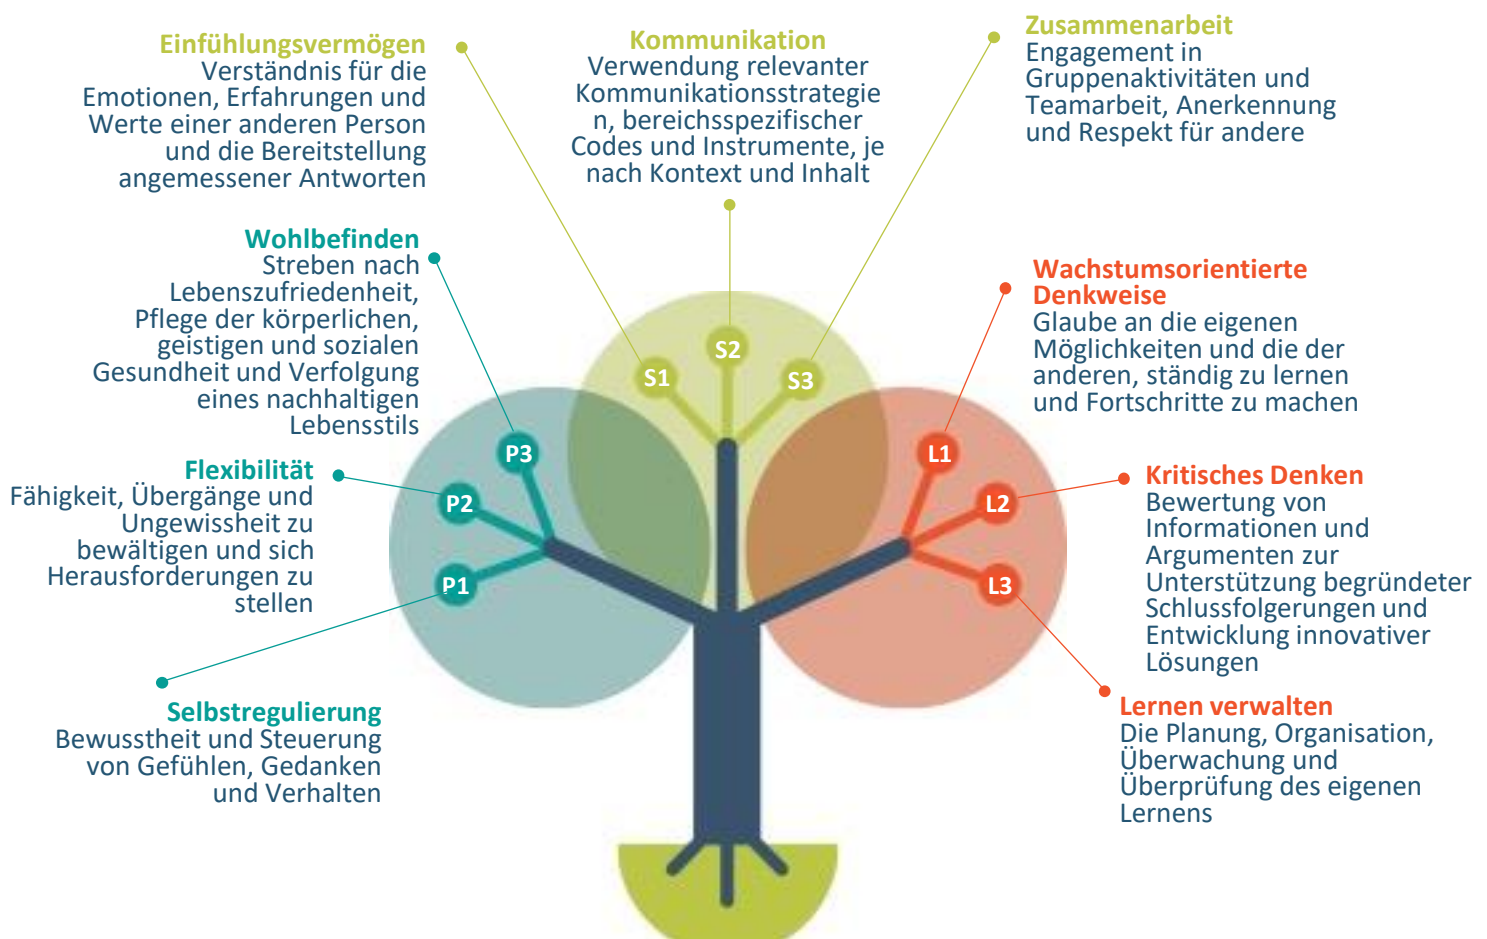 Einfühlungsvermögen
Verständnis für die
Emotionen, Erfahrungen und
Werte einer anderen Person
und die Bereitstellung
angemessener Antworten
Kommunikation
Verwendung relevanter
Kommunikationsstrategie
n, bereichsspezifischer
Codes und Instrumente, je
nach Kontext und Inhalt
Zusammenarbeit
Engagement in
Gruppenaktivitäten und
Teamarbeit, Anerkennung
und Respekt für andere
Wohlbefinden
Streben nach
Lebenszufriedenheit,
Pflege der körperlichen,
geistigen und sozialen
Gesundheit und Verfolgung
eines nachhaltigen
Lebensstils
Flexibilität
Fähigkeit, Übergänge und
Ungewissheit zu
bewältigen und sich
Herausforderungen zu
stellen
Selbstregulierung
Bewusstheit und Steuerung
von Gefühlen, Gedanken
und Verhalten
S1
S2
S3
P3
P2
P1
L1
L2
L3
Wachstumsorientierte
Denkweise
Glaube an die eigenen
Möglichkeiten und die der
anderen, ständig zu lernen
und Fortschritte zu machen
Kritisches Denken
Bewertung von
Informationen und
Argumenten zur
Unterstützung begründeter
Schlussfolgerungen und
Entwicklung innovativer
Lösungen
Lernen verwalten
Die Planung, Organisation,
Überwachung und
Überprüfung des eigenen
Lernens